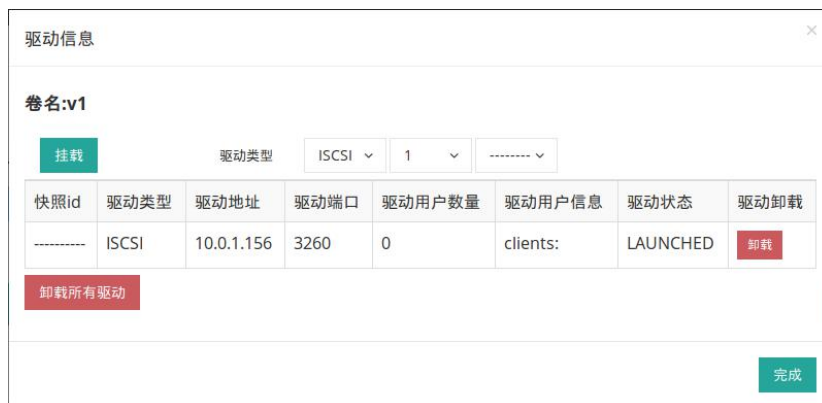 驱动信息 ×
卷名:v1
挂载 驱动类型 ISCSI 1 --------
快照id 驱动类型 驱动地址 驱动端口 驱动用户数量 驱动用户信息 驱动状态 驱动卸载
---------- ISCSI 10.0.1.156 3260 0 clients: LAUNCHED 卸载
卸载所有驱动
完成